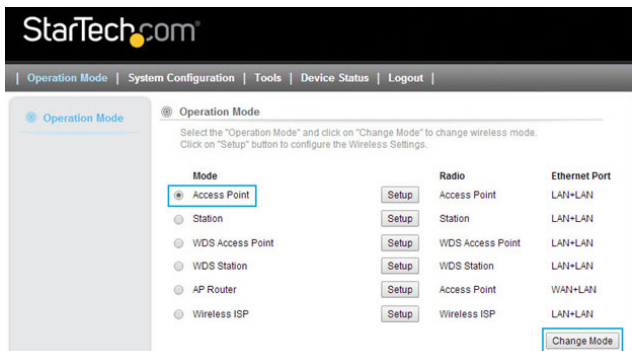 StarTech.com®
| Operation Mode | System Configuration | Tools | Device Status | Logout |
Operation Mode
Operation Mode
Select the "Operation Mode" and click on "Change Mode" to change wireless mode.
Click on "Setup" button to configure the Wireless Settings.
Mode Radio Ethernet Port
Access Point Setup Access Point LAN+LAN
Station Setup Station LAN+LAN
WDS Access Point Setup WDS Access Point LAN+LAN
WDS Station Setup WDS Station LAN+LAN
AP Router Setup Access Point WAN+LAN
Wireless ISP Setup Wireless ISP LAN+LAN
Change Mode